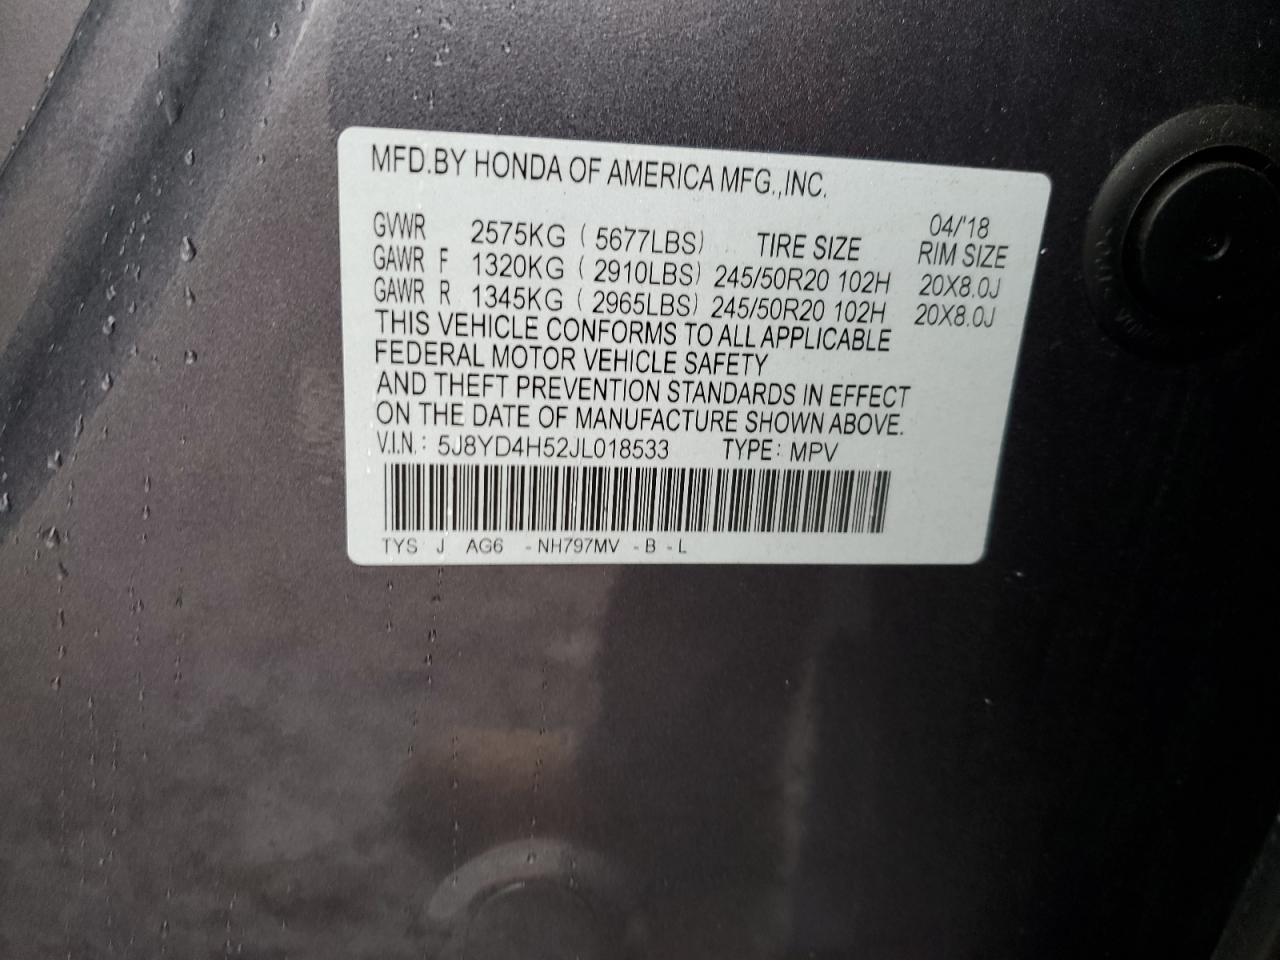 MFD.BY HONDA OF AMERICA MFG.,INC.
04/'18
GVWR 2575KG ( 5677LBS) TIRE SIZE RIM SIZE
GAWR F 1320KG ( 2910LBS) 245/50R20 102H 20X8.0J
GAWR R 1345KG ( 2965LBS) 245/50R20 102H 20X8.0J
THIS VEHICLE CONFORMS TO ALL APPLICABLE
FEDERAL MOTOR VEHICLE SAFETY
AND THEFT PREVENTION STANDARDS IN EFFECT
ON THE DATE OF MANUFACTURE SHOWN ABOVE.
V.I.N.: 5J8YD4H52JL018533 TYPE: MPV
TYS J AG6 -NH797MV -B -L